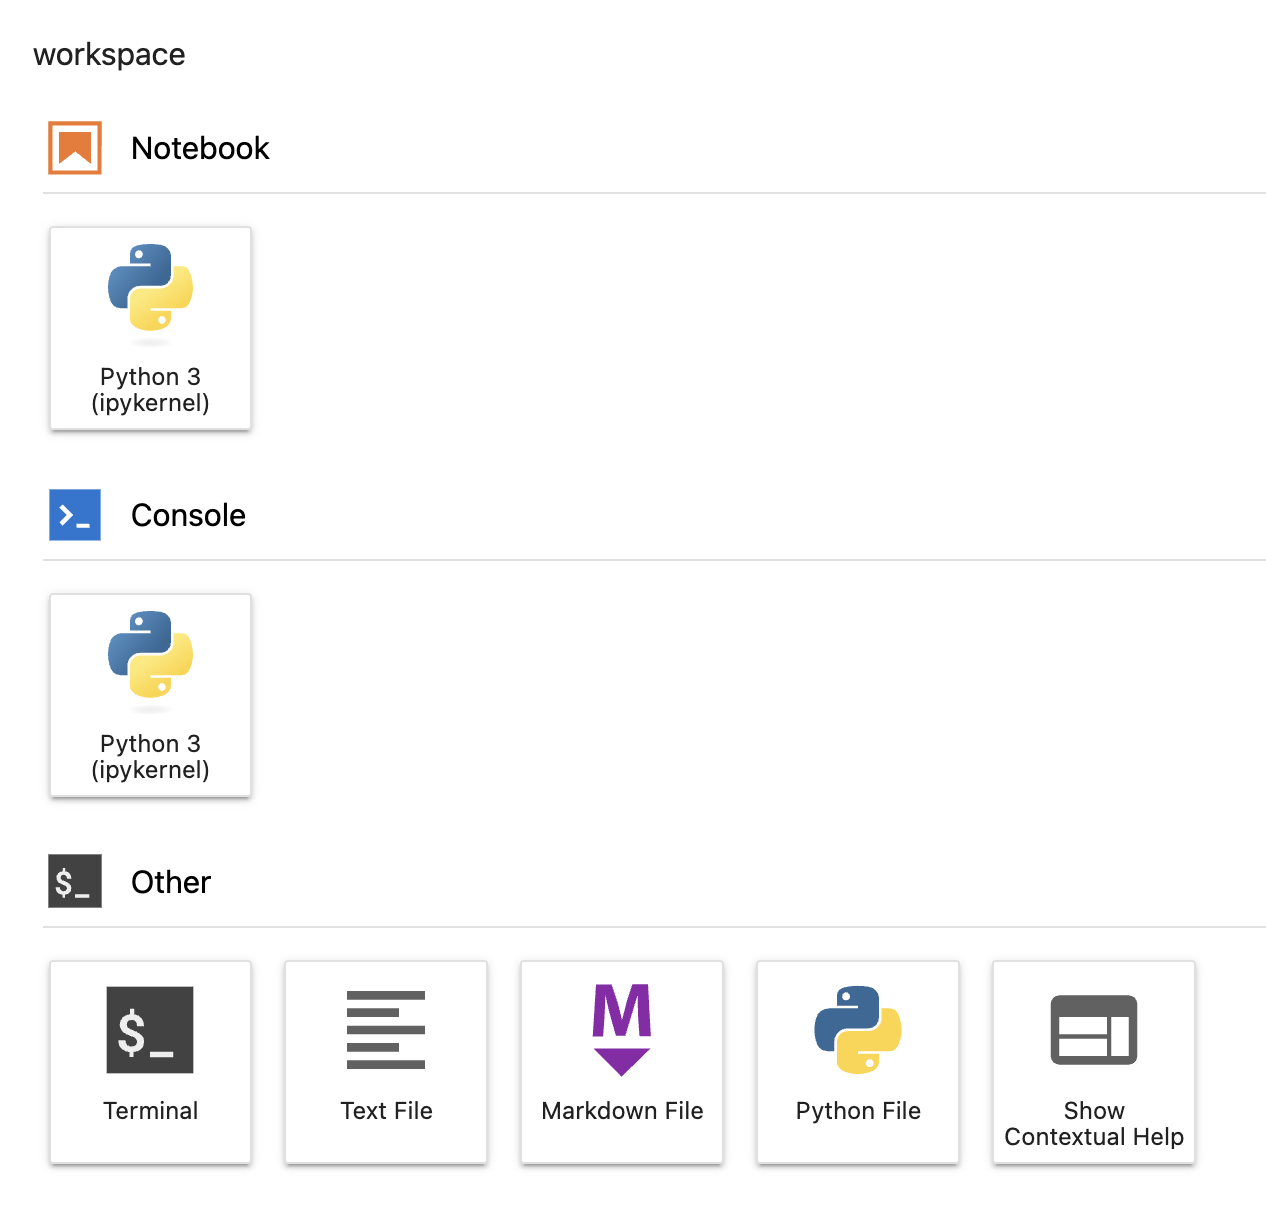 workspace
Notebook
Python 3
(ipykernel)
Console
Python 3
(ipykernel)
$_ Other
$_
Terminal
Text File
M
Markdown File
Python File
Show
Contextual Help